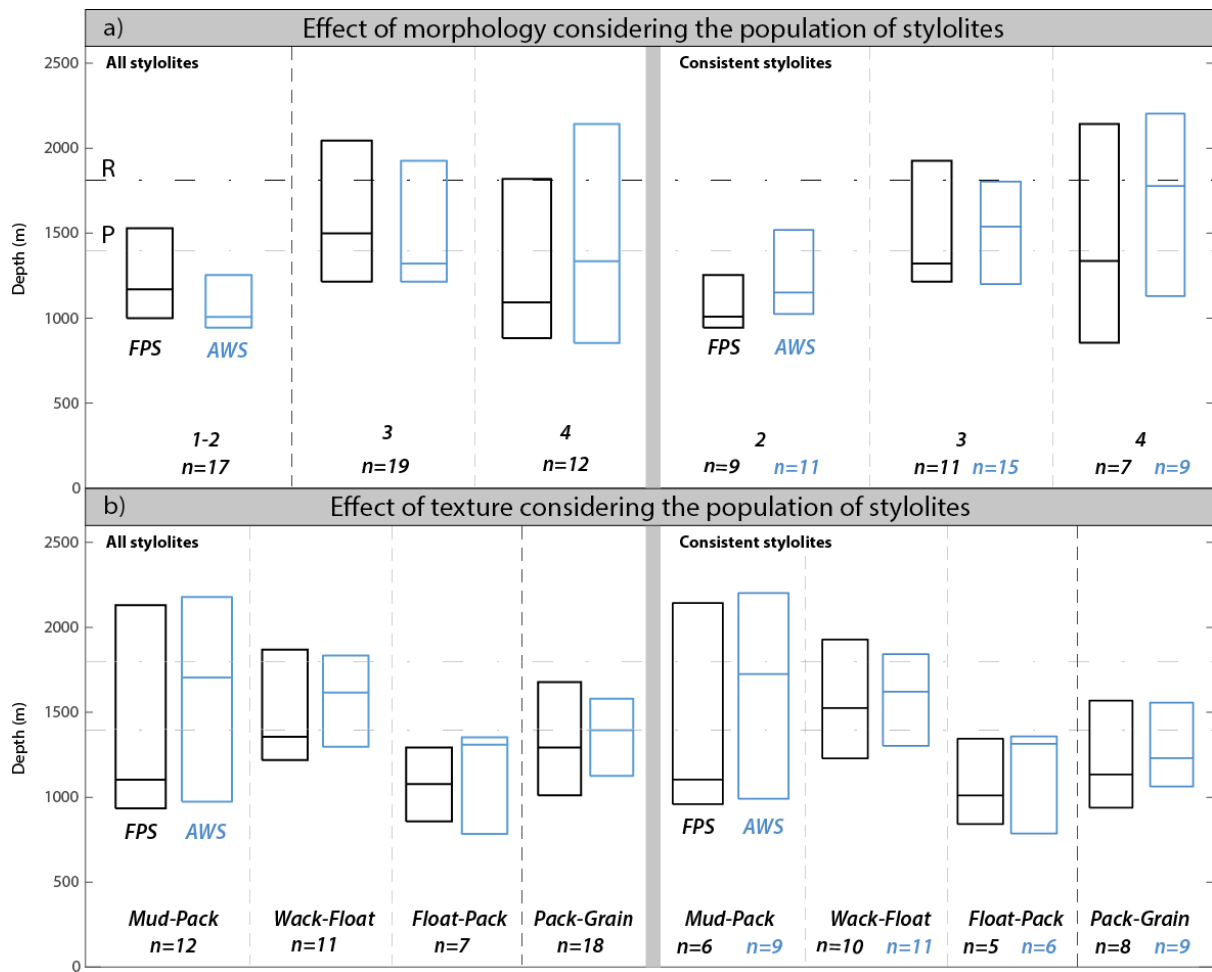 a) Effect of morphology considering the population of stylolites
All stylolites Consistent stylolites
2500
2000
R
1500
P
Depth (m)
1000
FPS AWS FPS AWS
500
1-2 3 4 2 3 4
n=17 n=19 n=12 n=9 n=11 n=11 n=15 n=7 n=9
0
b) Effect of texture considering the population of stylolites
All stylolites Consistent stylolites
2500
2000
1500
Depth (m)
1000
FPS AWS FPS AWS
500
Mud-Pack Wack-Float Float-Pack Pack-Grain Mud-Pack Wack-Float Float-Pack Pack-Grain
n=12 n=11 n=7 n=18 n=6 n=9 n=10 n=11 n=5 n=6 n=8 n=9
0